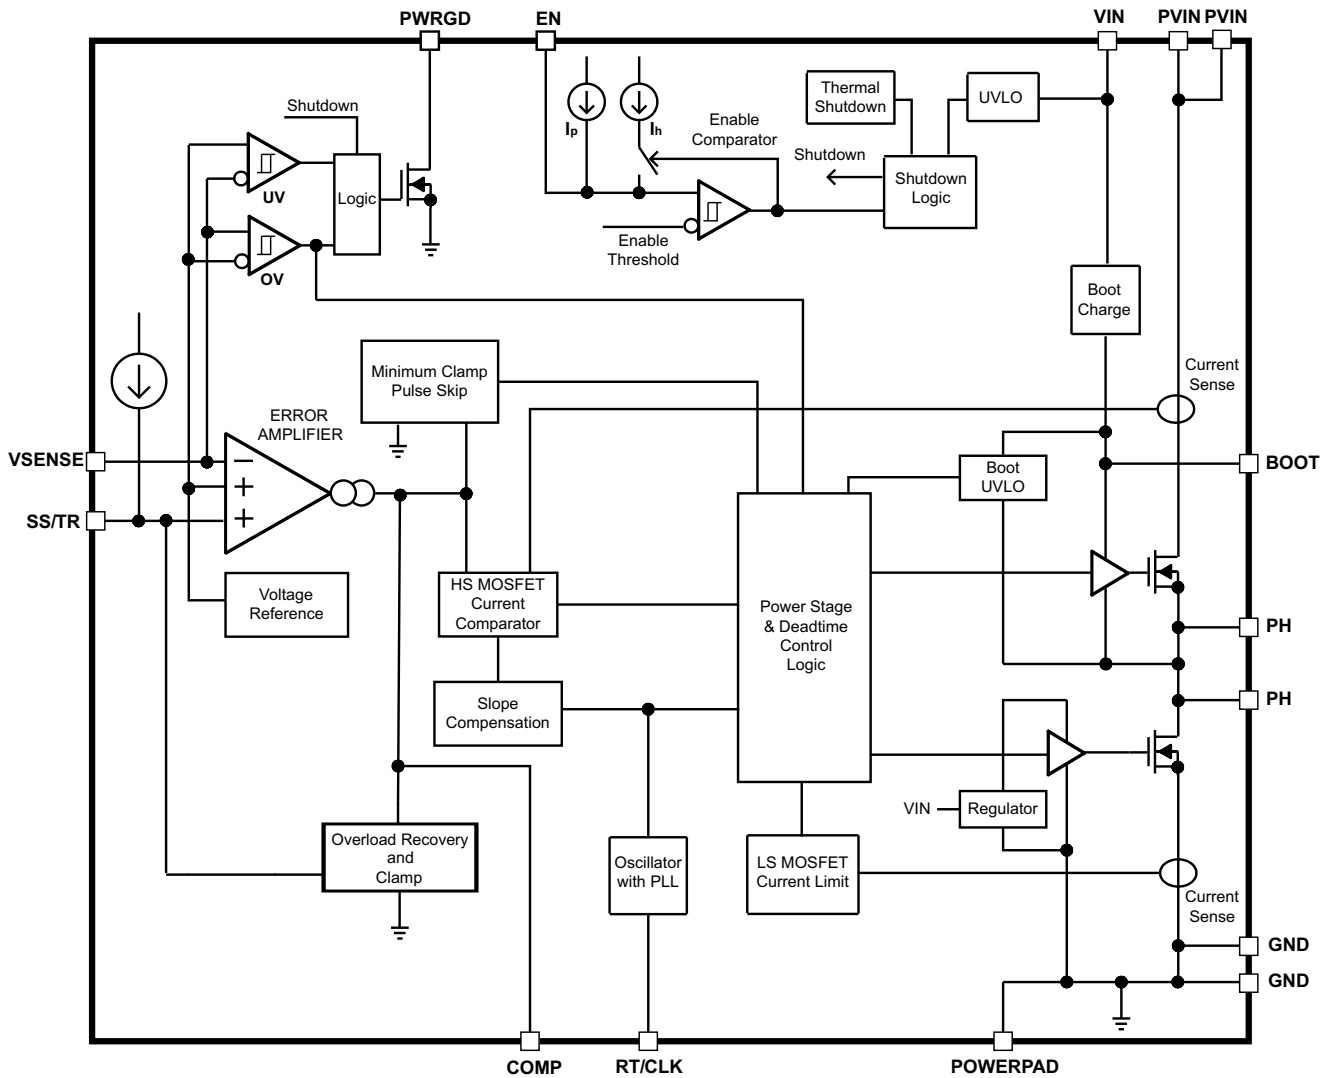 PWRGD
EN
VIN
PVIN
PVIN
Shutdown
UV
Logic
OV
Ip
Ih
Enable
Comparator
Enable
Threshold
Thermal
Shutdown
UVLO
Shutdown
Shutdown
Logic
Boot
Charge
Current
Sense
Minimum Clamp
Pulse Skip
ERROR
AMPLIFIER
VSENSE
−
+
SS/TR
+
Voltage
Reference
HS MOSFET
Current
Comparator
Slope
Compensation
Boot
UVLO
BOOT
Power Stage
& Deadtime
Control
Logic
PH
PH
VIN
Regulator
Overload Recovery
and
Clamp
Oscillator
with PLL
LS MOSFET
Current Limit
Current
Sense
GND
GND
COMP
RT/CLK
POWERPAD